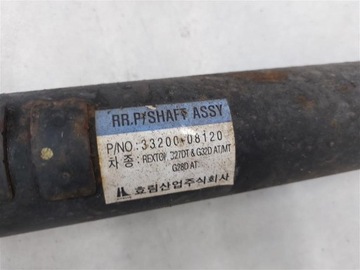 RR.P/SHAFT ASSY
P/NO: 33200-08120
차 종: REXTON D27DT & G32D AT/MT
G28D AT
효림산업주식회사